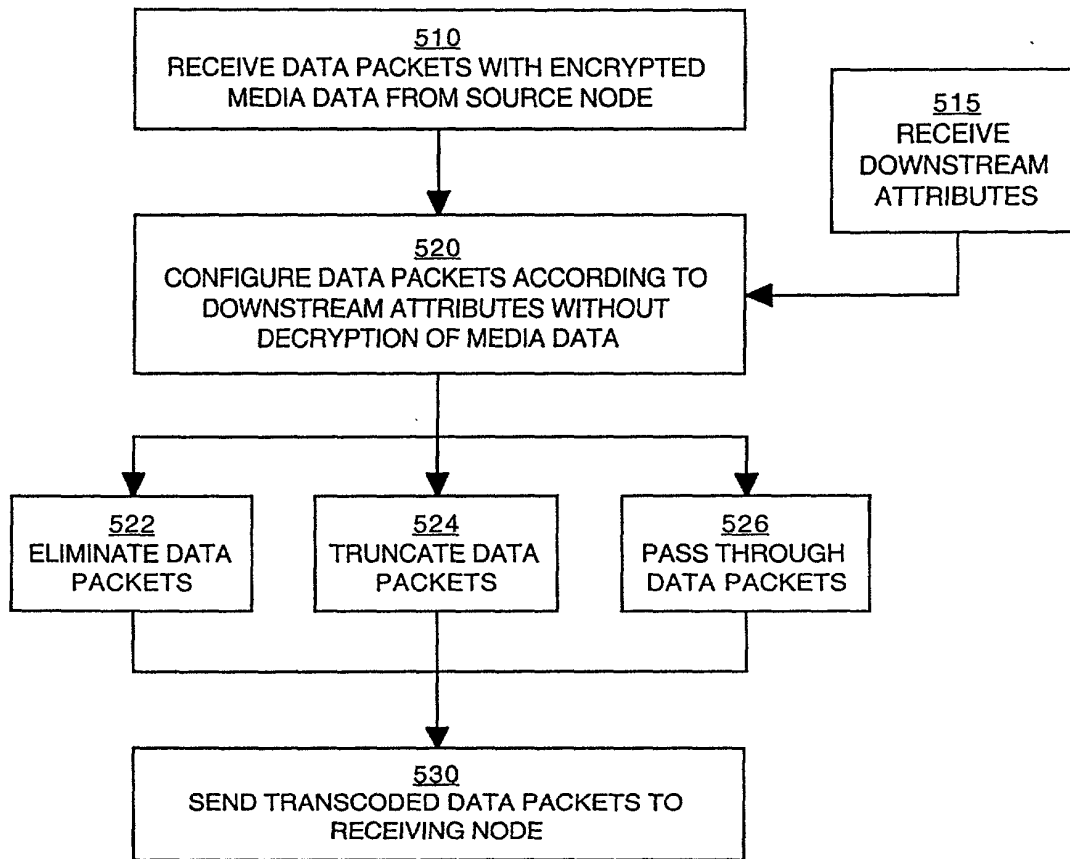 510
RECEIVE DATA PACKETS WITH ENCRYPTED
MEDIA DATA FROM SOURCE NODE
515
RECEIVE
DOWNSTREAM
ATTRIBUTES
520
CONFIGURE DATA PACKETS ACCORDING TO
DOWNSTREAM ATTRIBUTES WITHOUT
DECRYPTION OF MEDIA DATA
522
ELIMINATE DATA
PACKETS
524
TRUNCATE DATA
PACKETS
526
PASS THROUGH
DATA PACKETS
530
SEND TRANSCODED DATA PACKETS TO
RECEIVING NODE